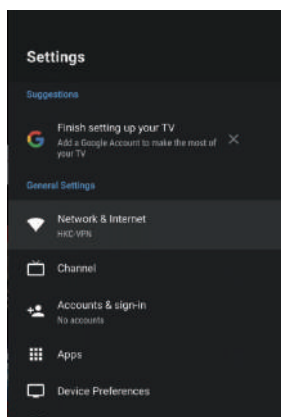 Settings
Suggestions
Finish setting up your TV
Add a Google Account to make the most of
your TV
General Settings
Network & Internet
HKC-VPN
Channel
Accounts & sign-in
No accounts
Apps
Device Preferences